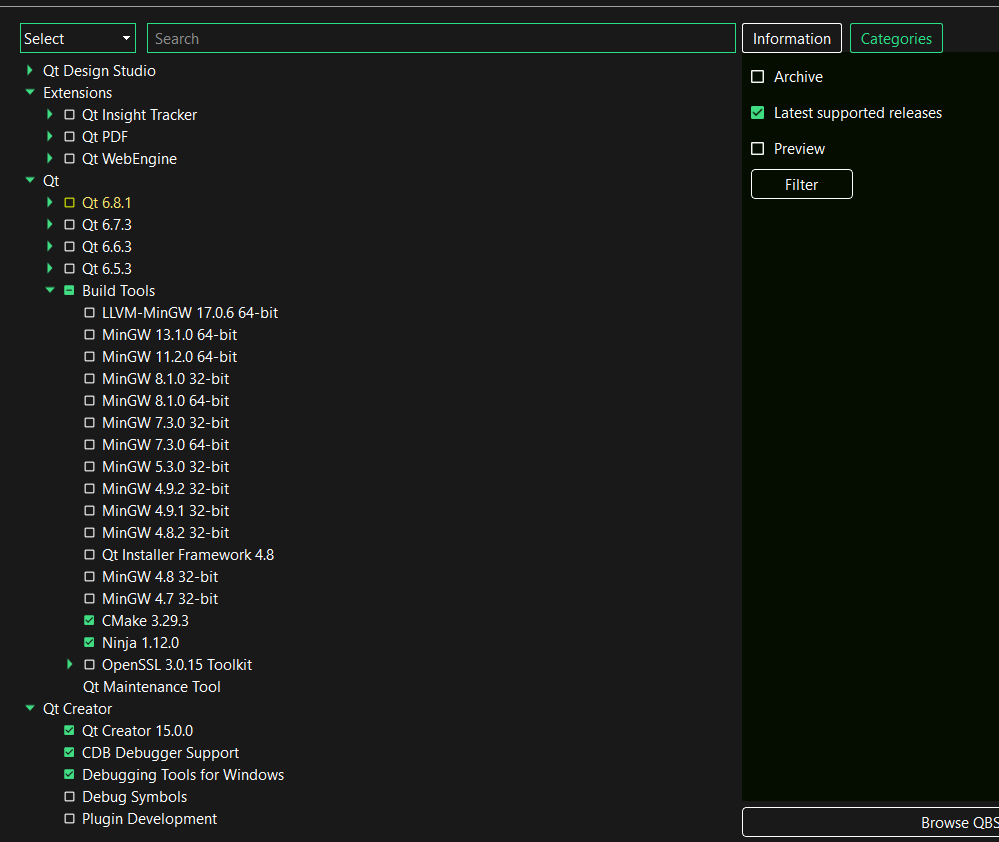 Select
Search
Information
Categories
Qt Design Studio
Extensions
Qt Insight Tracker
Qt PDF
Qt WebEngine
Qt
Qt 6.8.1
Qt 6.7.3
Qt 6.6.3
Qt 6.5.3
Build Tools
LLVM-MinGW 17.0.6 64-bit
MinGW 13.1.0 64-bit
MinGW 11.2.0 64-bit
MinGW 8.1.0 32-bit
MinGW 8.1.0 64-bit
MinGW 7.3.0 32-bit
MinGW 7.3.0 64-bit
MinGW 5.3.0 32-bit
MinGW 4.9.2 32-bit
MinGW 4.9.1 32-bit
MinGW 4.8.2 32-bit
Qt Installer Framework 4.8
MinGW 4.8 32-bit
MinGW 4.7 32-bit
CMake 3.29.3
Ninja 1.12.0
OpenSSL 3.0.15 Toolkit
Qt Maintenance Tool
Qt Creator
Qt Creator 15.0.0
CDB Debugger Support
Debugging Tools for Windows
Debug Symbols
Plugin Development
Archive
Latest supported releases
Preview
Filter
Browse QBS